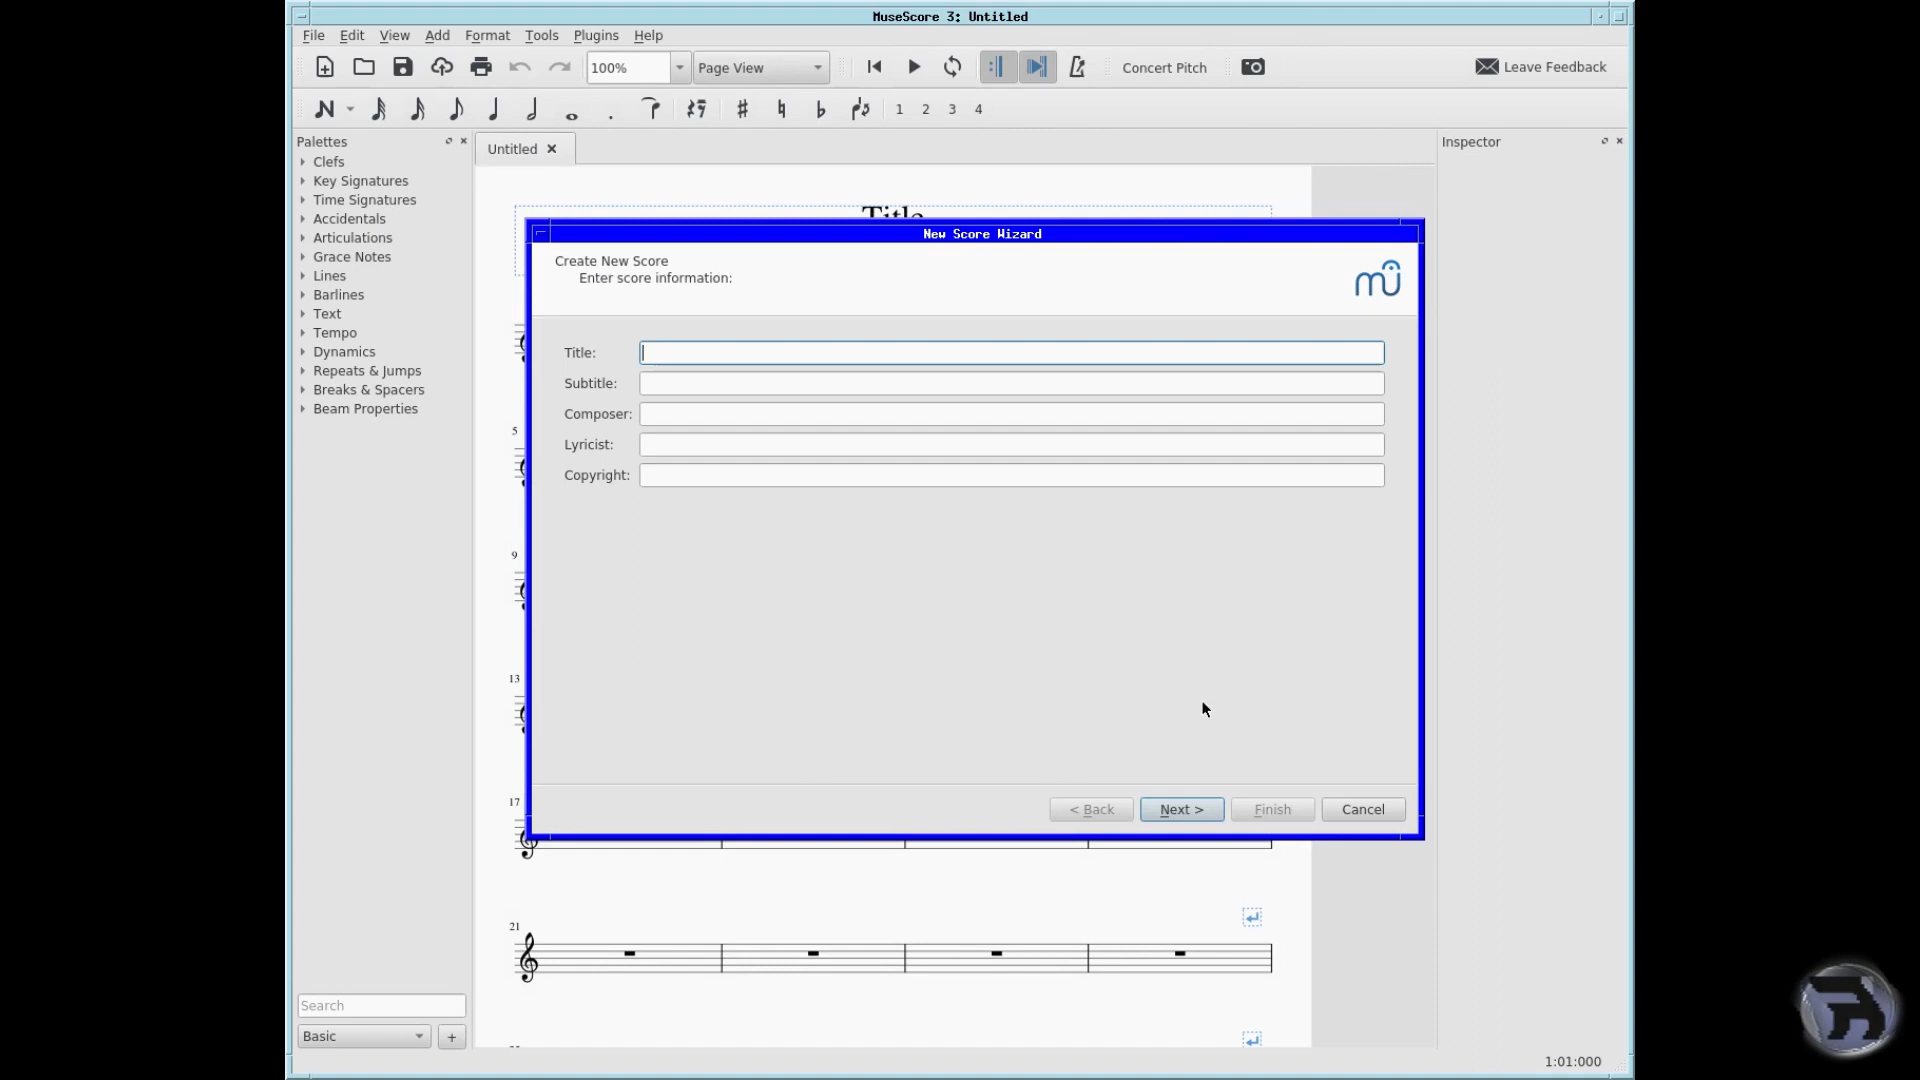 MuseScore 3: Untitled
File Edit View Add Format Tools Plugins Help
100% Page View Concert Pitch Leave Feedback
1 2 3 4
Palettes
Untitled
Inspector
Clefs
Key Signatures
Time Signatures
Accidentals
Articulations
Grace Notes
Lines
Barlines
Text
Tempo
Dynamics
Repeats & Jumps
Breaks & Spacers
Beam Properties
Search
Basic
+
Title
5
9
13
17
21
New Score Wizard
Create New Score
Enter score information:
mu
Title:
Subtitle:
Composer:
Lyricist:
Copyright:
< Back Next > Finish Cancel
1:01:000